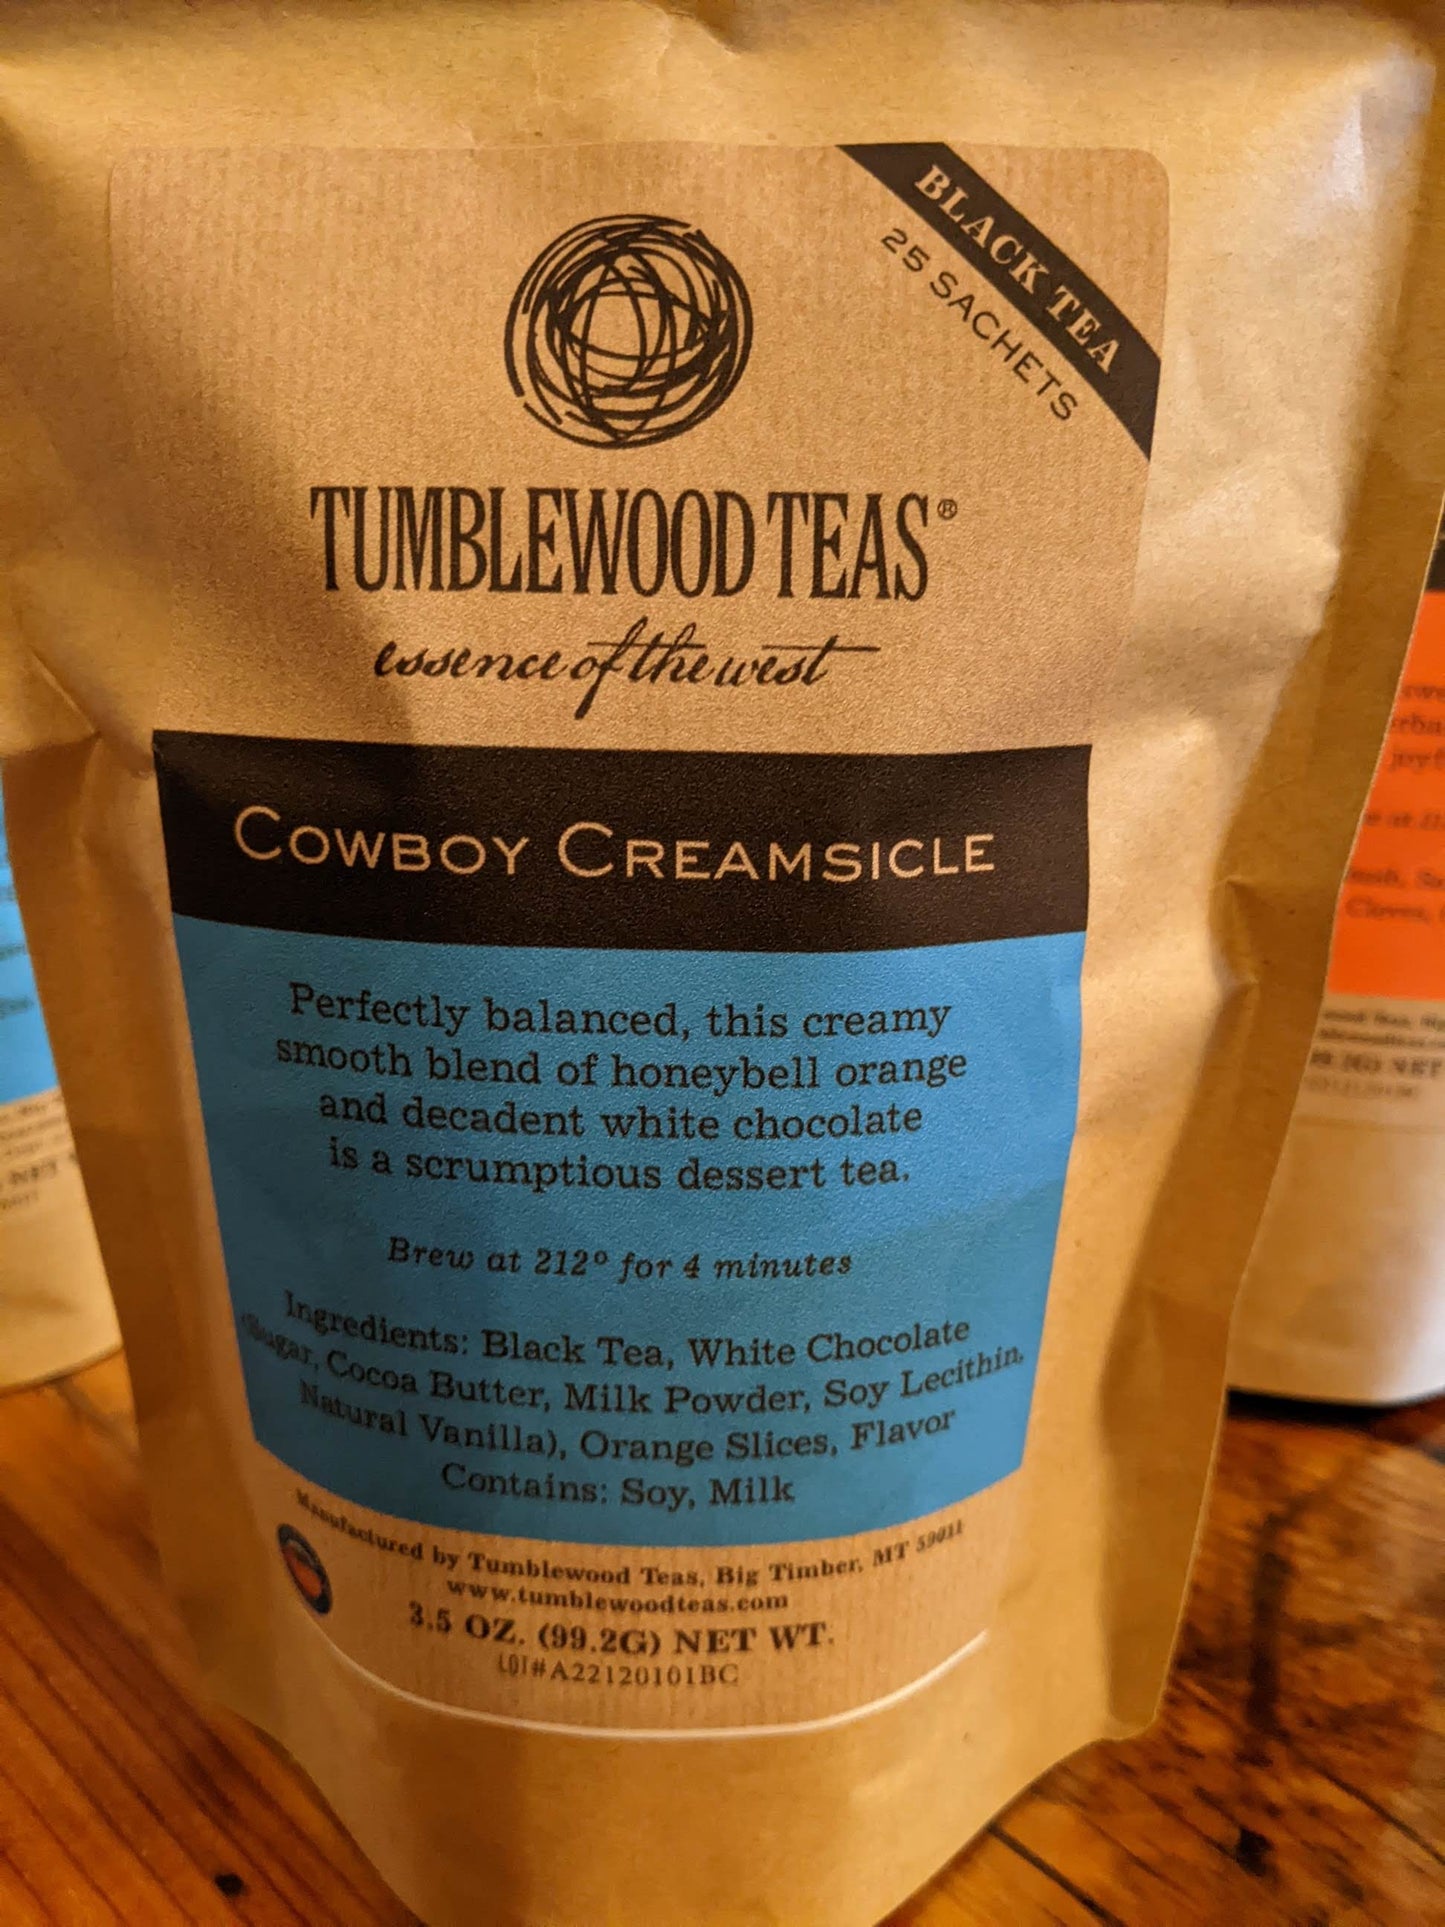 BLACK TEA
25 SACHETS
TUMBLEWOOD TEAS®
essence of the west
COWBOY CREAMSICLE
Perfectly balanced, this creamy
smooth blend of honeybell orange
and decadent white chocolate
is a scrumptious dessert tea.
Brew at 212° for 4 minutes
Ingredients: Black Tea, White Chocolate
(Sugar, Cocoa Butter, Milk Powder, Soy Lecithin,
Natural Vanilla), Orange Slices, Flavor
Contains: Soy, Milk
Manufactured by Tumblewood Teas, Big Timber, MT 59011
www.tumblewoodteas.com
3.5 OZ. (99.2G) NET WT.
LOT#A22120101BC
Cloves,
NET